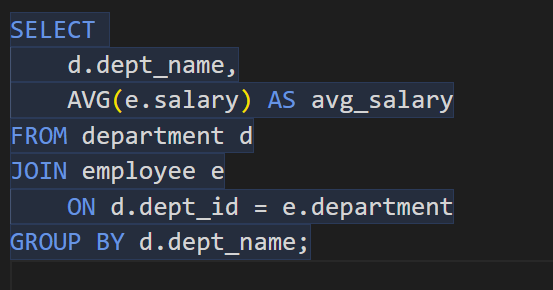 SELECT
    d.dept_name,
    AVG(e.salary) AS avg_salary
FROM department d
JOIN employee e
    ON d.dept_id = e.department
GROUP BY d.dept_name;